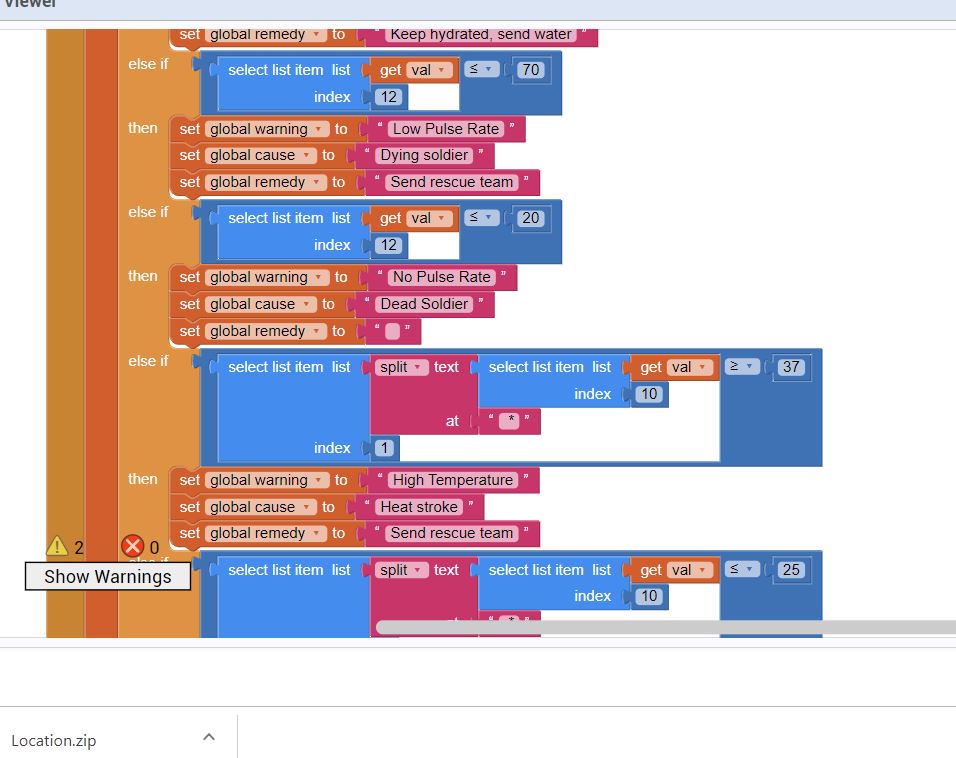 Viewer
set global remedy to " Keep hydrated, send water "
else if select list item list get val ≤ 70
index 12
then set global warning to " Low Pulse Rate "
set global cause to " Dying soldier "
set global remedy to " Send rescue team "
else if select list item list get val ≤ 20
index 12
then set global warning to " No Pulse Rate "
set global cause to " Dead Soldier "
set global remedy to " "
else if select list item list split text select list item list get val ≥ 37
index 10
at " * "
index 1
then set global warning to " High Temperature "
set global cause to " Heat stroke "
set global remedy to " Send rescue team "
2 0
else if select list item list split text select list item list get val ≤ 25
Show Warnings
index 10
at " * "
Location.zip